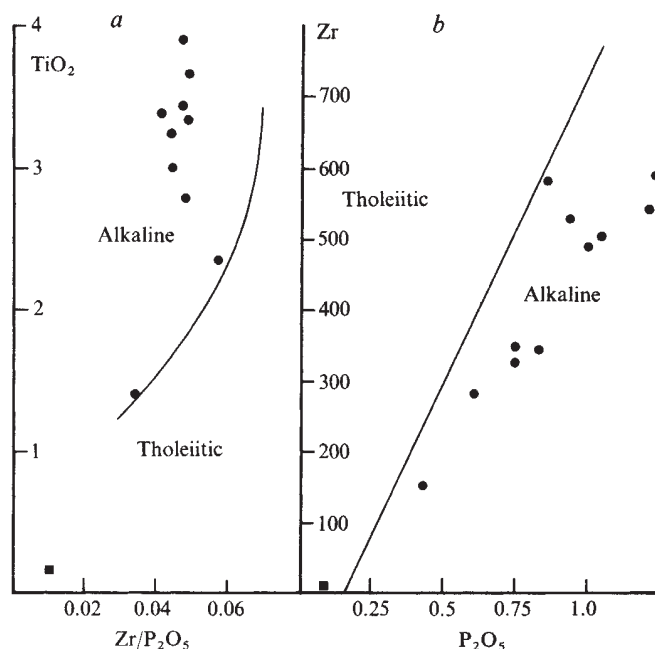 a
4
TiO₂
3
Alkaline
2
Tholeiitic
1
0.02 0.04 0.06
Zr/P₂O₅
b
Zr
700
600
Tholeiitic
500
Alkaline
400
300
200
100
0.25 0.50 0.75 1.0
P₂O₅